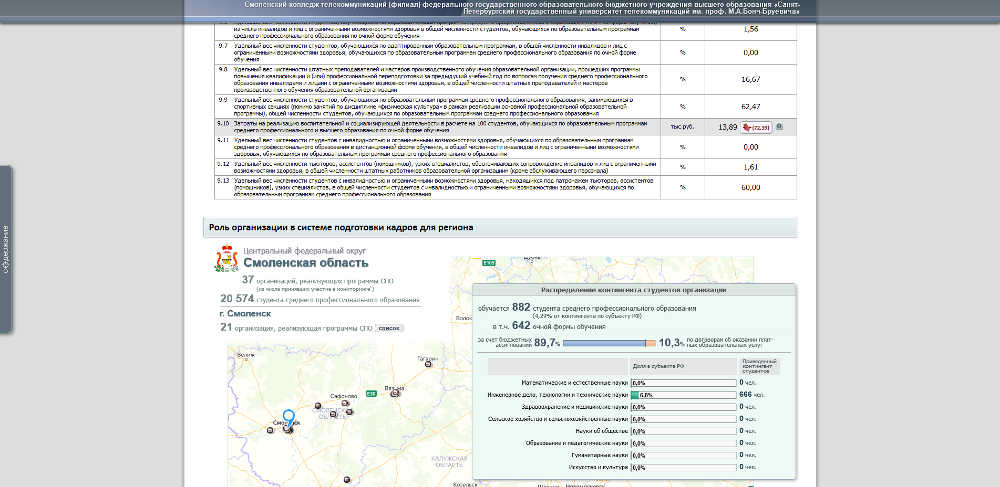 Смоленский колледж телекоммуникаций (филиал) федерального государственного образовательного бюджетного учреждения высшего образования «Санкт-
Петербургский государственный университет телекоммуникаций им. проф. М.А.Бонч-Бруевича»
из числа инвалидов и лиц с ограниченными возможностями здоровья в общей численности студентов, обучающихся по образовательным программам
среднего профессионального образования по очной форме обучения
%
1,56
9.7
Удельный вес численности студентов, обучающихся по адаптированным образовательным программам, в общей численности инвалидов и лиц с
ограниченными возможностями здоровья, обучающихся по образовательным программам среднего профессионального образования по очной форме
обучения
%
0,00
9.8
Удельный вес численности штатных преподавателей и мастеров производственного обучения образовательной организации, прошедших программы
повышения квалификации и (или) профессиональной переподготовки за предыдущий учебный год по вопросам получения среднего профессионального
образования инвалидами и лицами с ограниченными возможностями здоровья, в общей численности штатных преподавателей и мастеров
производственного обучения образовательной организации
%
16,67
9.9
Удельный вес численности студентов, обучающихся по образовательным программам среднего профессионального образования, занимающихся в
спортивных секциях (помимо занятий по дисциплине «физическая культура» в рамках реализации основной профессиональной образовательной
программы), общей численности студентов, обучающихся по образовательным программам среднего профессионального образования
%
62,47
9.10
Затраты на реализацию воспитательной и социализирующей деятельности в расчете на 100 студентов, обучающихся по образовательным программам
среднего профессионального и высшего образования по очной форме обучения
тыс.руб.
13,89 (72,39)
9.11
Удельный вес численности студентов с инвалидностью и ограниченными возможностями здоровья, обучающихся по образовательным программам
среднего профессионального образования в дистанционной форме обучения, в общей численности инвалидов и лиц с ограниченными возможностями
здоровья, обучающихся по образовательным программам среднего профессионального образования
%
0,00
9.12
Удельный вес численности тьюторов, ассистентов (помощников), узких специалистов, обеспечивающих сопровождение инвалидов и лиц с ограниченными
возможностями здоровья, в общей численности штатных работников образовательной организациим (кроме обслуживающего персонала)
%
1,61
9.13
Удельный вес численности студентов с инвалидностью и ограниченными возможностями здоровья, находящихся под патронажем тьюторов, ассистентов
(помощников), узких специалистов, в общей численности студентов с инвалидностью и ограниченными возможностями здоровья, обучающихся по
образовательным программам среднего профессионального образования
%
60,00
содержание
Роль организации в системе подготовки кадров для региона
Центральный федеральный округ
Смоленская область
37 организаций, реализующих программы СПО
(из числа принявших участие в мониторинге*)
20 574 студента среднего профессионального образования
г. Смоленск
21 организация, реализующая программы СПО список
E105
Дубна
Волок
Велиж
Гагарин
Вязьма
E30
Сафоново
СМОЛЕНСКАЯ
ОБЛАСТЬ
Смоленск
КАЛУЖСКАЯ
ОБЛАСТЬ
Козельск
Щёкино
Новомосковск
Распределение контингента студентов организации
обучается 882 студента среднего профессионального образования
(4,29% от контингента по субъекту РФ)
в т.ч. 642 очной формы обучения
за счет бюджетных
ассигнований 89,7%
10,3% по договорам об оказании плат-
ных образовательных услуг
Доля в субъекте РФ
Приведенный
контингент
студентов
Математические и естественные науки 0,0% 0 чел.
Инженерное дело, технологии и технические науки 6,8% 666 чел.
Здравоохранение и медицинские науки 0,0% 0 чел.
Сельское хозяйство и сельскохозяйственные науки 0,0% 0 чел.
Науки об обществе 0,0% 0 чел.
Образование и педагогические науки 0,0% 0 чел.
Гуманитарные науки 0,0% 0 чел.
Искусство и культура 0,0% 0 чел.